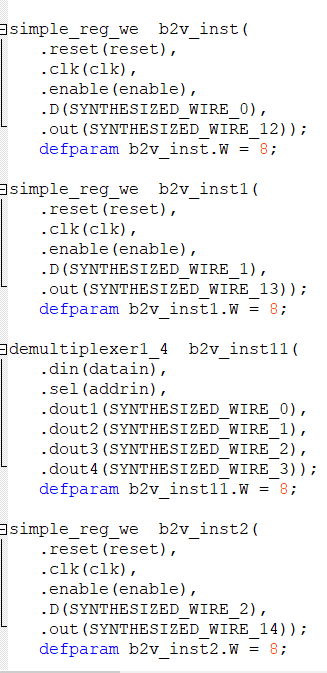 simple_reg_we  b2v_inst(
.reset(reset),
.clk(clk),
.enable(enable),
.D(SYNTHESIZED_WIRE_0),
.out(SYNTHESIZED_WIRE_12));
defparam b2v_inst.W = 8;
simple_reg_we  b2v_inst1(
.reset(reset),
.clk(clk),
.enable(enable),
.D(SYNTHESIZED_WIRE_1),
.out(SYNTHESIZED_WIRE_13));
defparam b2v_inst1.W = 8;
demultiplexer1_4  b2v_inst11(
.din(datain),
.sel(addrin),
.dout1(SYNTHESIZED_WIRE_0),
.dout2(SYNTHESIZED_WIRE_1),
.dout3(SYNTHESIZED_WIRE_2),
.dout4(SYNTHESIZED_WIRE_3));
defparam b2v_inst11.W = 8;
simple_reg_we  b2v_inst2(
.reset(reset),
.clk(clk),
.enable(enable),
.D(SYNTHESIZED_WIRE_2),
.out(SYNTHESIZED_WIRE_14));
defparam b2v_inst2.W = 8;